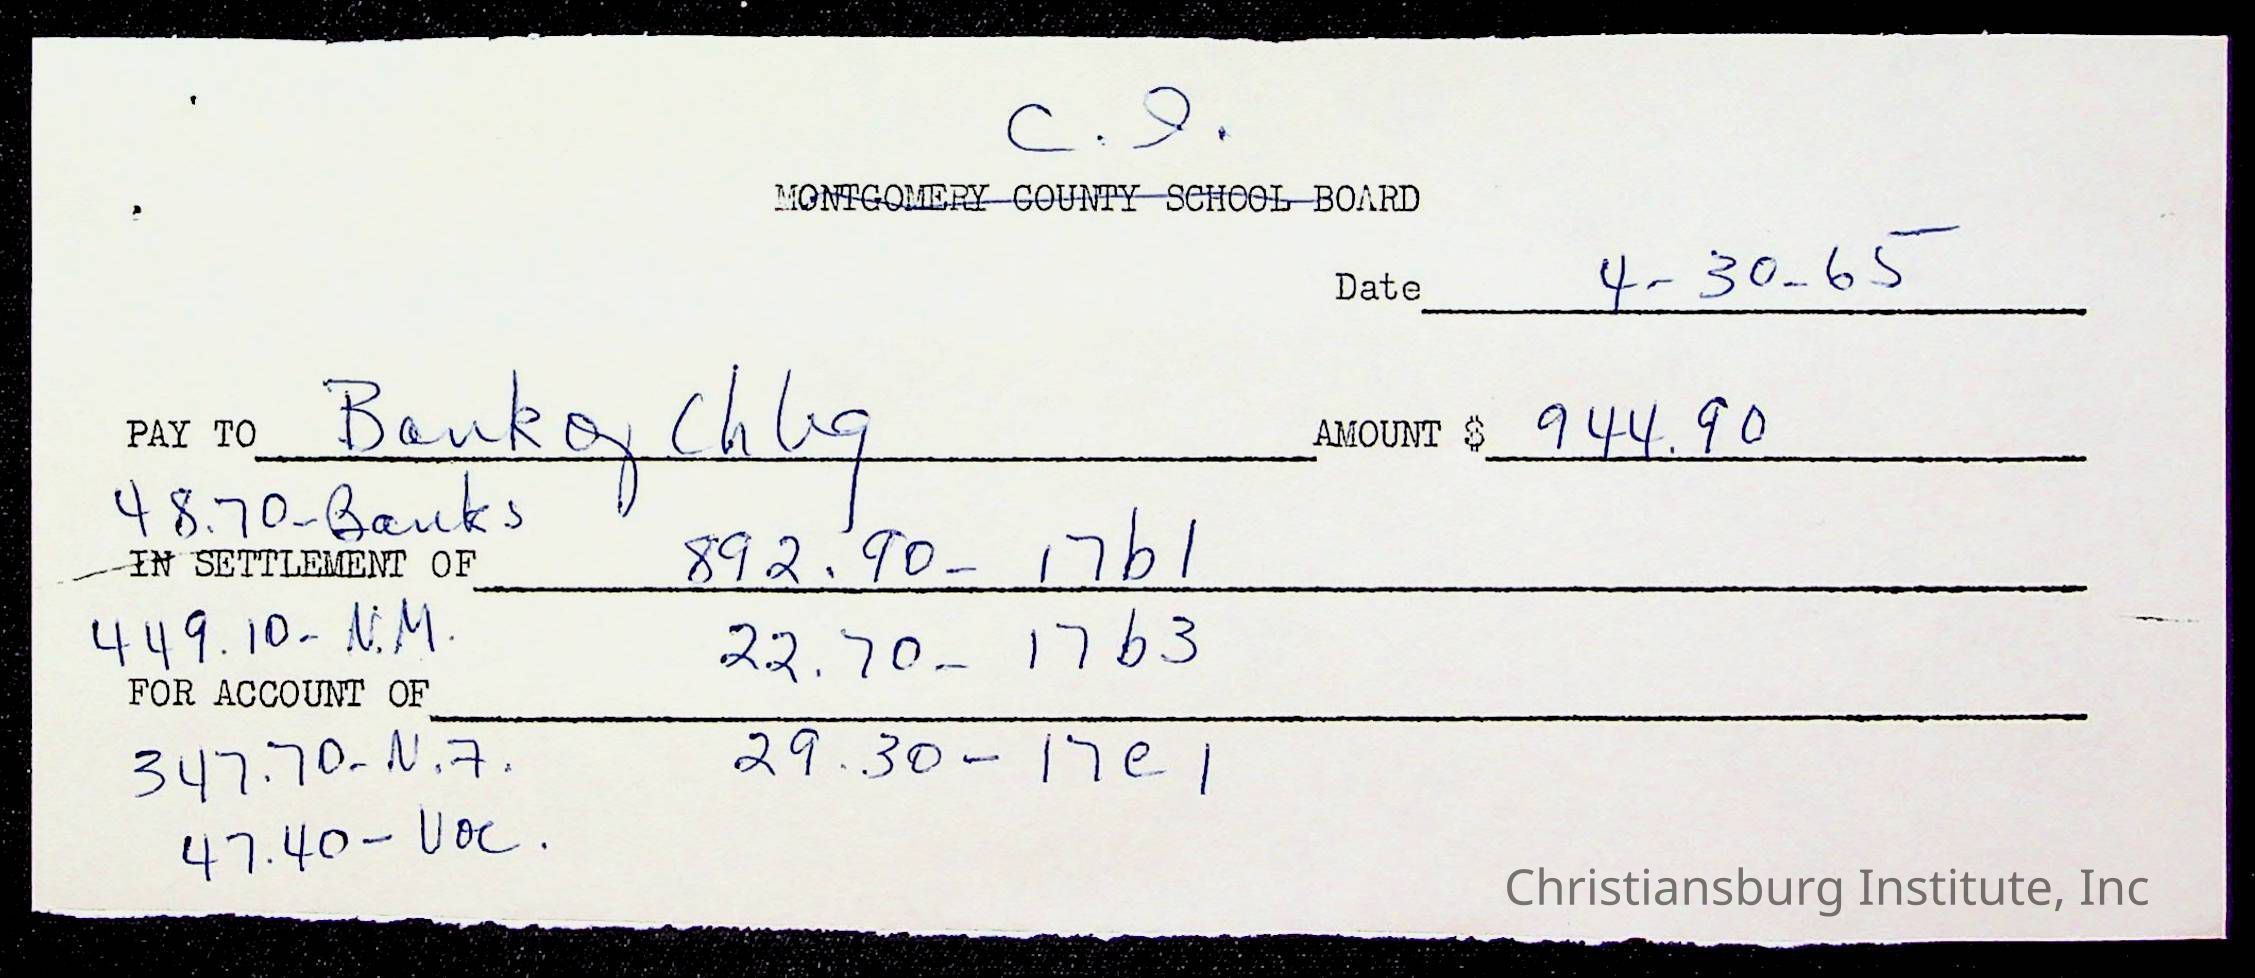 C. I.
MONTGOMERY COUNTY SCHOOL BOARD
Date 4-30-65
PAY TO Bank of Chbg AMOUNT $ 944.90
48.70-Banks
IN SETTLEMENT OF 892.90- 17b1
449.10- N.M. 22.70- 17b3
FOR ACCOUNT OF
347.70- N.F. 29.30- 17e1
47.40- Voc.
Christiansburg Institute, Inc